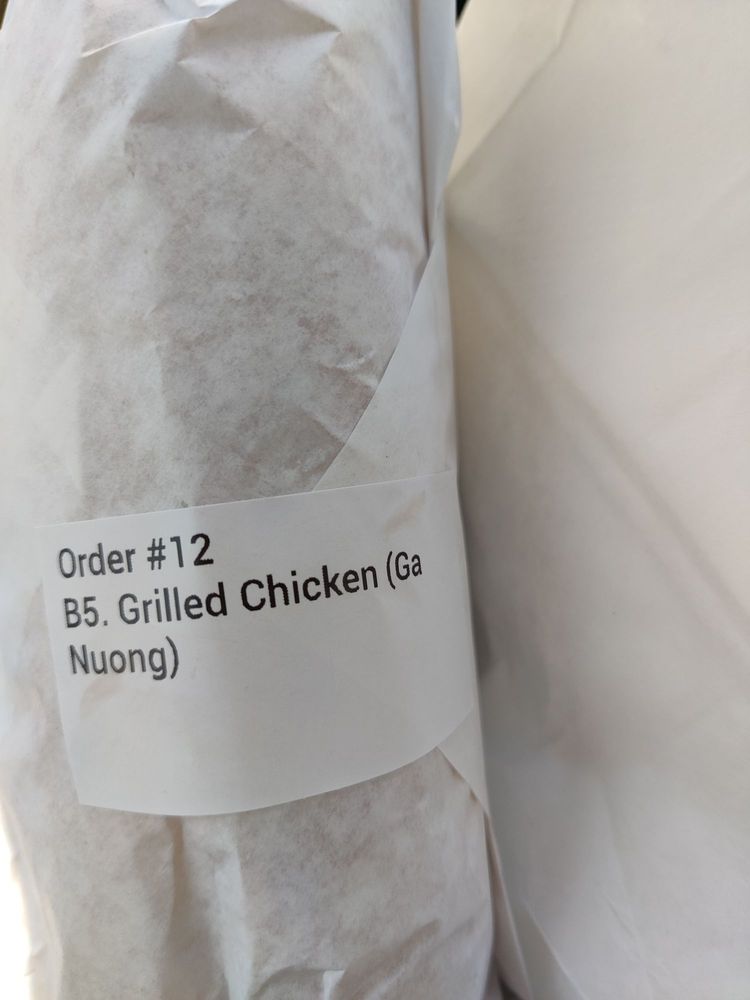 Order #12
B5. Grilled Chicken (Ga
Nuong)